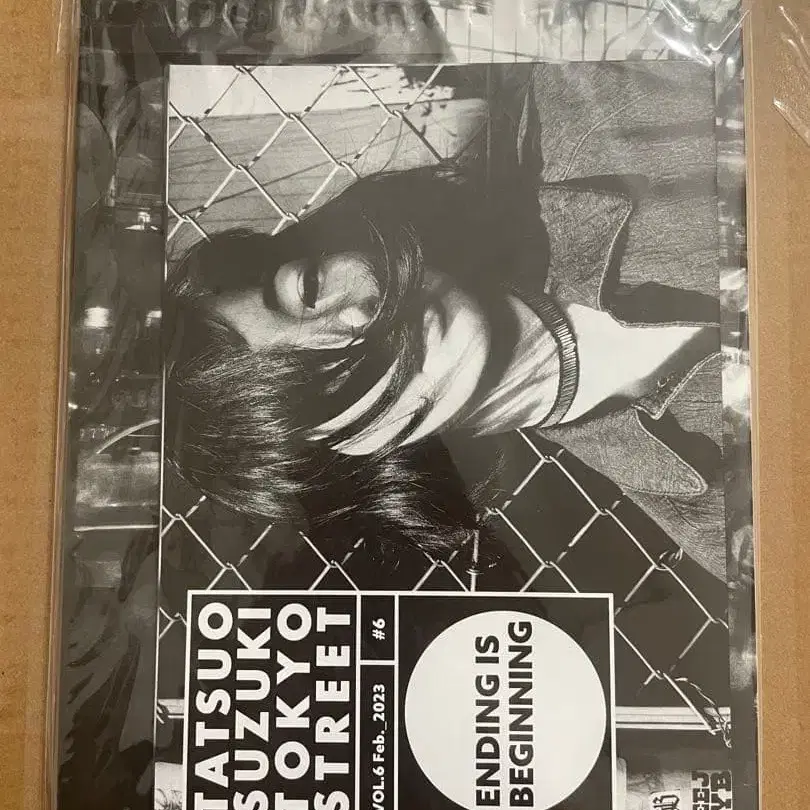 TATSUO
SUZUKI
TOKYO
STREET
#6
VOL.6 Feb._2023
ENDING IS
BEGINNING